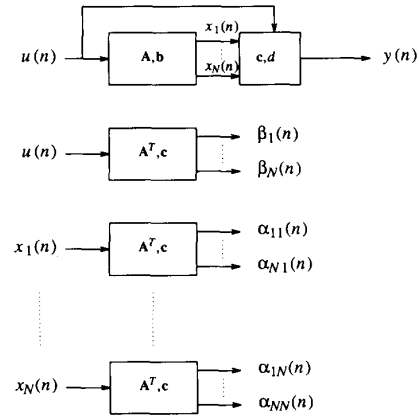 x₁(n)
u(n) A,b c,d y(n)
x_N(n)
β₁(n)
u(n) Aᵀ,c
β_N(n)
α₁₁(n)
x₁(n) Aᵀ,c
α_N1(n)
α_1N(n)
x_N(n) Aᵀ,c
α_NN(n)